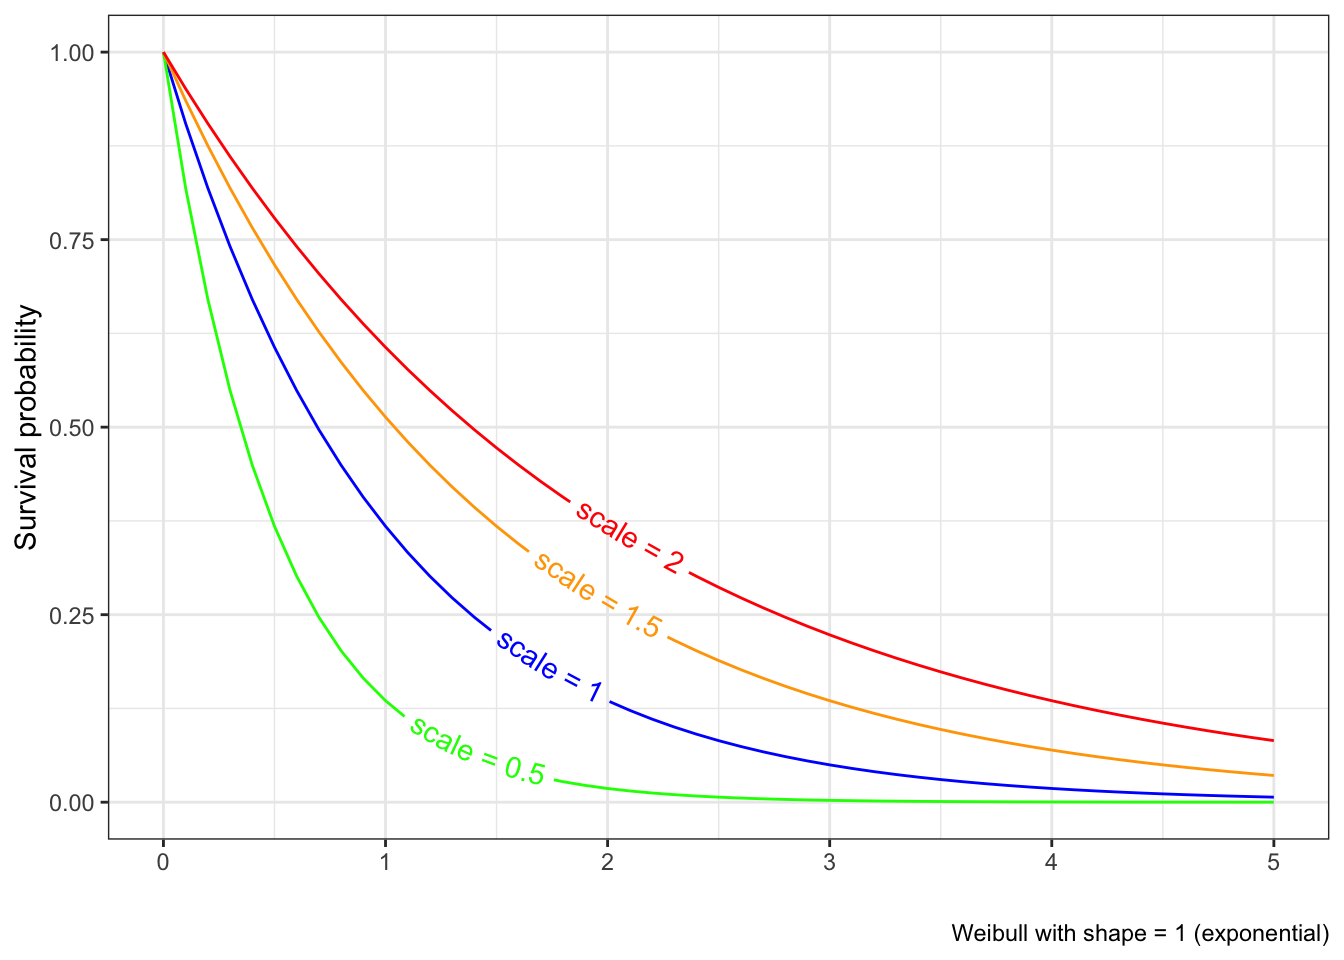 1.00
0.75
0.50
0.25
0.00
Survival probability
scale = 2
scale = 1.5
scale = 1
scale = 0.5
0 1 2 3 4 5
Weibull with shape = 1 (exponential)